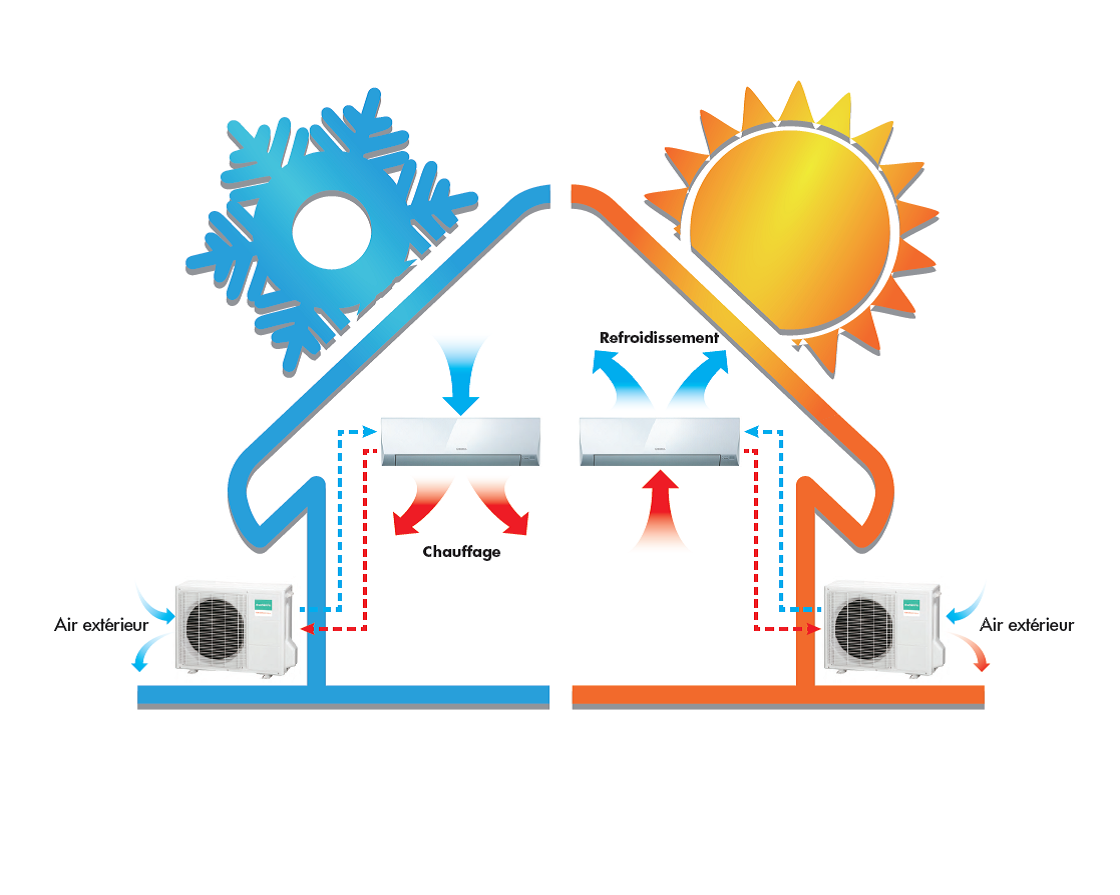 Refroidissement
Chauffage
Air extérieur
Air extérieur